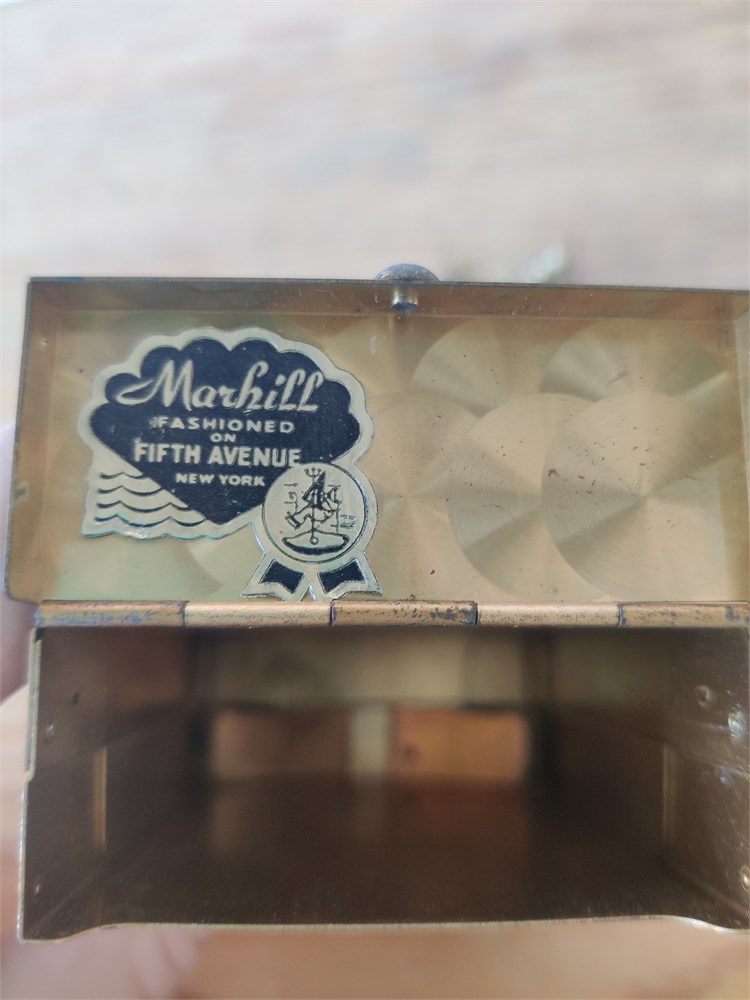 Marhill
FASHIONED
ON
FIFTH AVENUE
NEW YORK